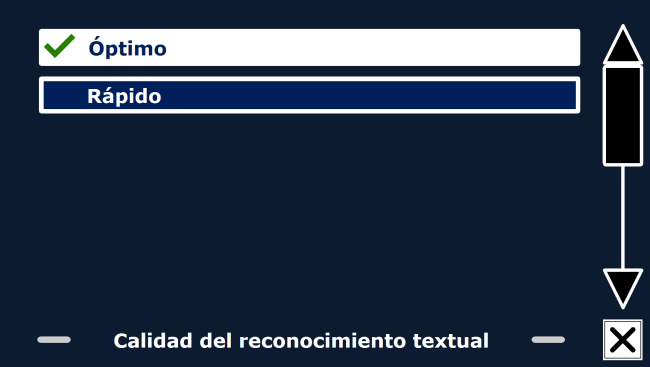 Óptimo
Rápido
Calidad del reconocimiento textual